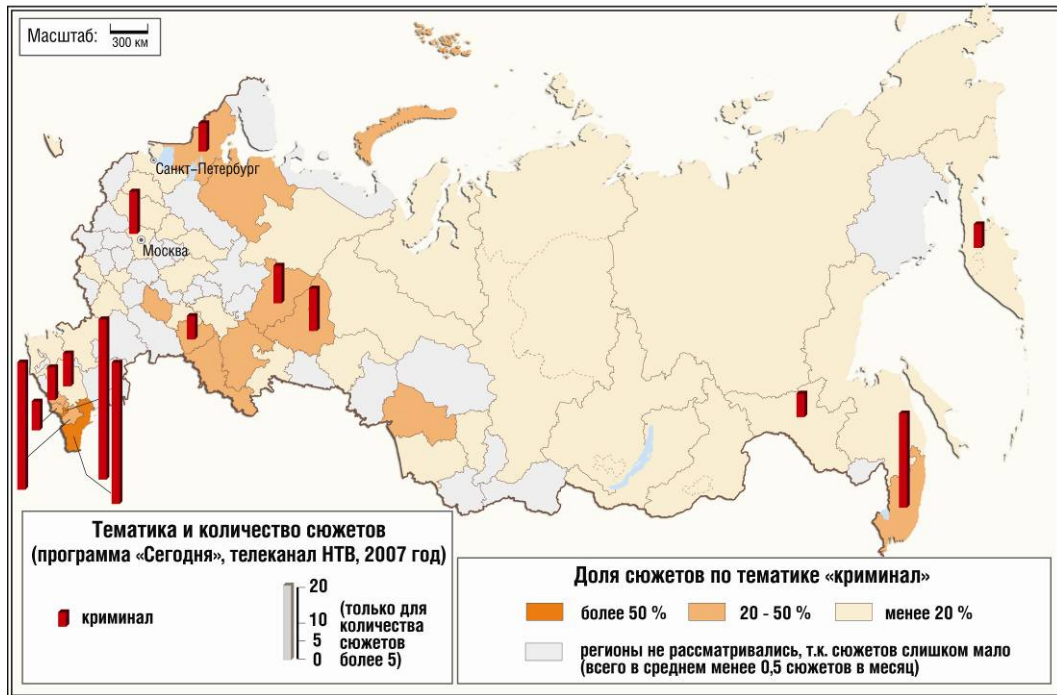 Масштаб:
300 км
Санкт-Петербург
Москва
Тематика и количество сюжетов
(программа «Сегодня», телеканал НТВ, 2007 год)
криминал
20
10
5
0
(только для
количества
сюжетов
более 5)
Доля сюжетов по тематике «криминал»
более 50 %
20 - 50 %
менее 20 %
регионы не рассматривались, т.к. сюжетов слишком мало
(всего в среднем менее 0,5 сюжетов в месяц)